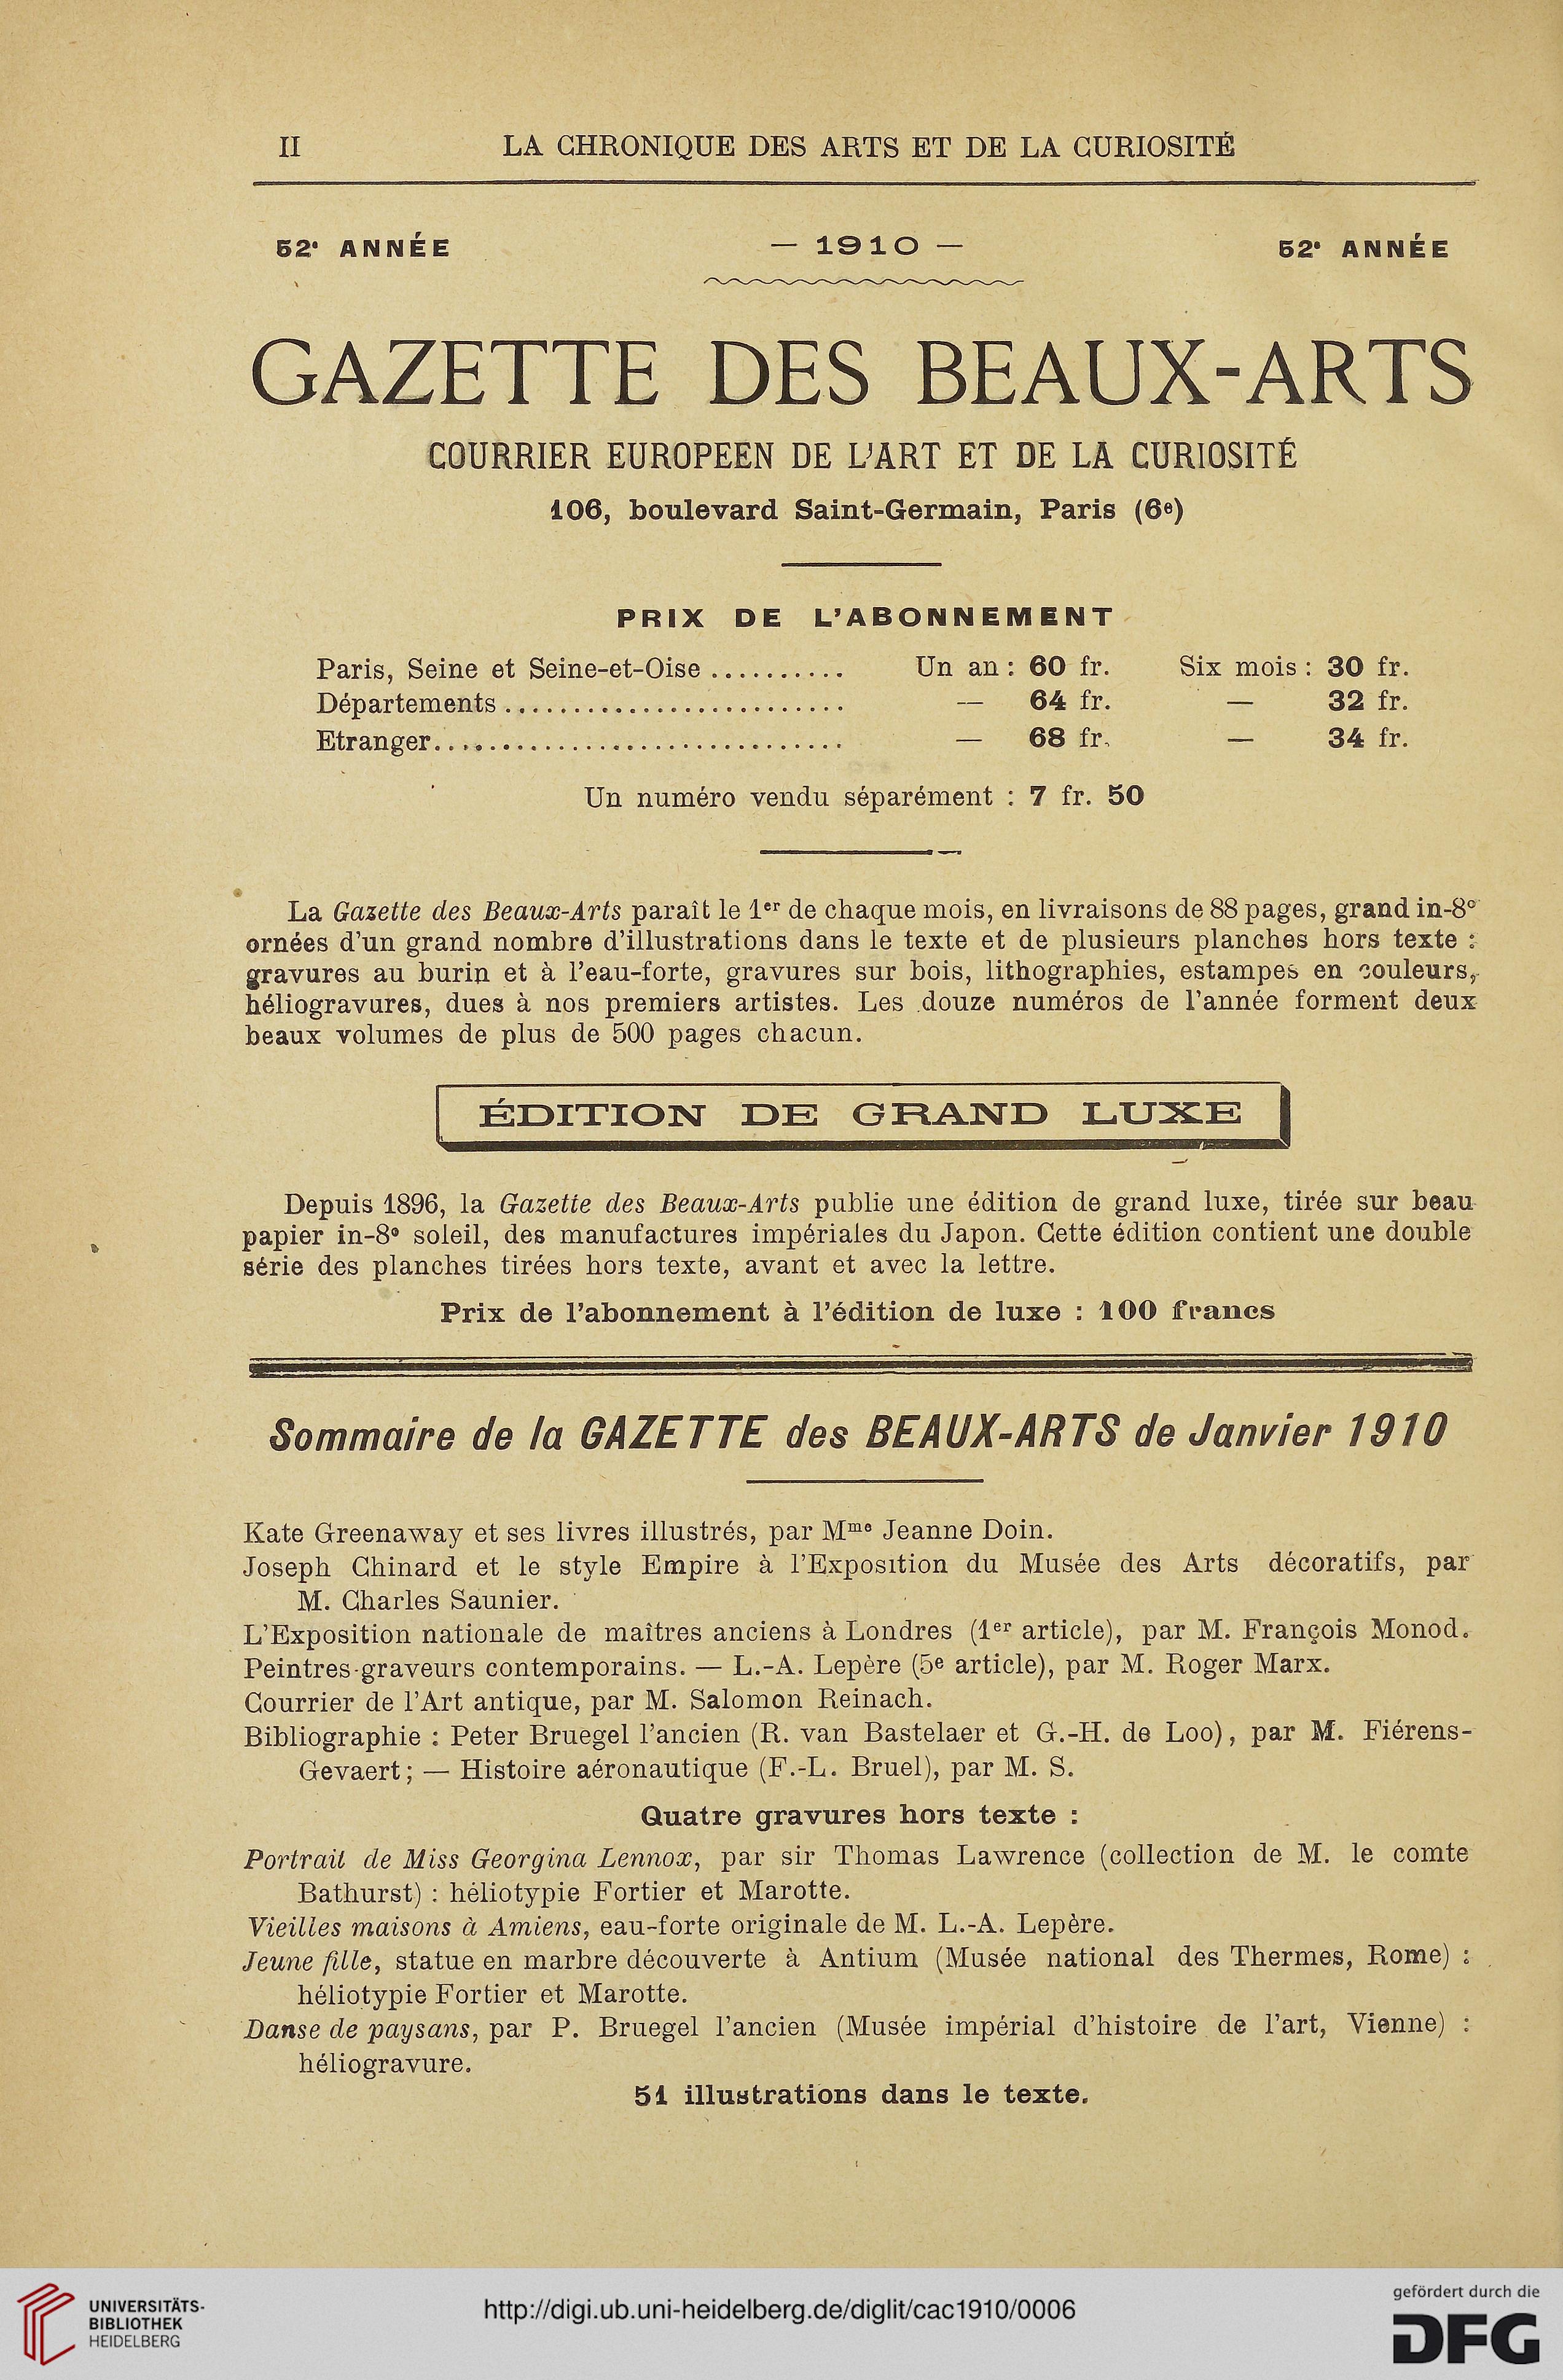 II LA CHRONIQUE DES ARTS ET DE LA CURIOSITÉ
52e ANNÉE — 1910 — 52e ANNÉE
GAZETTE DES BEAUX-ARTS
COURRIER EUROPEEN DE L'ART ET DE LA CURIOSITÉ
106, boulevard Saint-Germain, Paris (6e)
PRIX DE L'ABONNEMENT
Paris, Seine et Seine-et-Oise .......... Un an : 60 fr. Six mois : 30 fr.
Départements ......................... — 64 fr. — 32 fr.
Etranger.............................. — 68 fr. — 34 fr.
Un numéro vendu séparément : 7 fr. 50
La Gazette des Beaux-Arts paraît le 1er de chaque mois, en livraisons de 88 pages, grand in-8°
ornées d'un grand nombre d'illustrations dans le texte et de plusieurs planches hors texte :
gravures au burin et à l'eau-forte, gravures sur bois, lithographies, estampes en couleurs,
héliogravures, dues à nos premiers artistes. Les douze numéros de l'année forment deux
beaux volumes de plus de 500 pages chacun.
ÉDITION DE GRAND LUXE
Depuis 1896, la Gazette des Beaux-Arts publie une édition de grand luxe, tirée sur beau
papier in-8° soleil, des manufactures impériales du Japon. Cette édition contient une double
série des planches tirées hors texte, avant et avec la lettre.
Prix de l'abonnement à l'édition de luxe : 100 francs
Sommaire de la GAZETTE des BEAUX-ARTS de Janvier 1910
Kate Greenaway et ses livres illustrés, par Mme Jeanne Doin.
Joseph Chinard et le style Empire à l'Exposition du Musée des Arts décoratifs, par
M. Charles Saunier.
L'Exposition nationale de maîtres anciens à Londres (1er article), par M. François Monod.
Peintres-graveurs contemporains. — L.-A. Lepère (5e article), par M. Roger Marx.
Courrier de l'Art antique, par M. Salomon Reinach.
Bibliographie : Peter Bruegel l'ancien (R. van Bastelaer et G.-H. de Loo), par M. Fiérens-
Gevaert ; — Histoire aéronautique (F.-L. Bruel), par M. S.
Quatre gravures hors texte :
Portrait de Miss Georgina Lennox, par sir Thomas Lawrence (collection de M. le comte
Bathurst) : héliotypie Fortier et Marotte.
Vieilles maisons à Amiens, eau-forte originale de M. L.-A. Lepère.
Jeune fille, statue en marbre découverte à Antium (Musée national des Thermes, Rome) :
héliotypie Fortier et Marotte.
Danse de paysans, par P. Bruegel l'ancien (Musée impérial d'histoire de l'art, Vienne) :
héliogravure.
51 illustrations dans le texte.
UNIVERSITÄTS-
BIBLIOTHEK
HEIDELBERG
http://digi.ub.uni-heidelberg.de/diglit/cac1910/0006
gefördert durch die
DFG